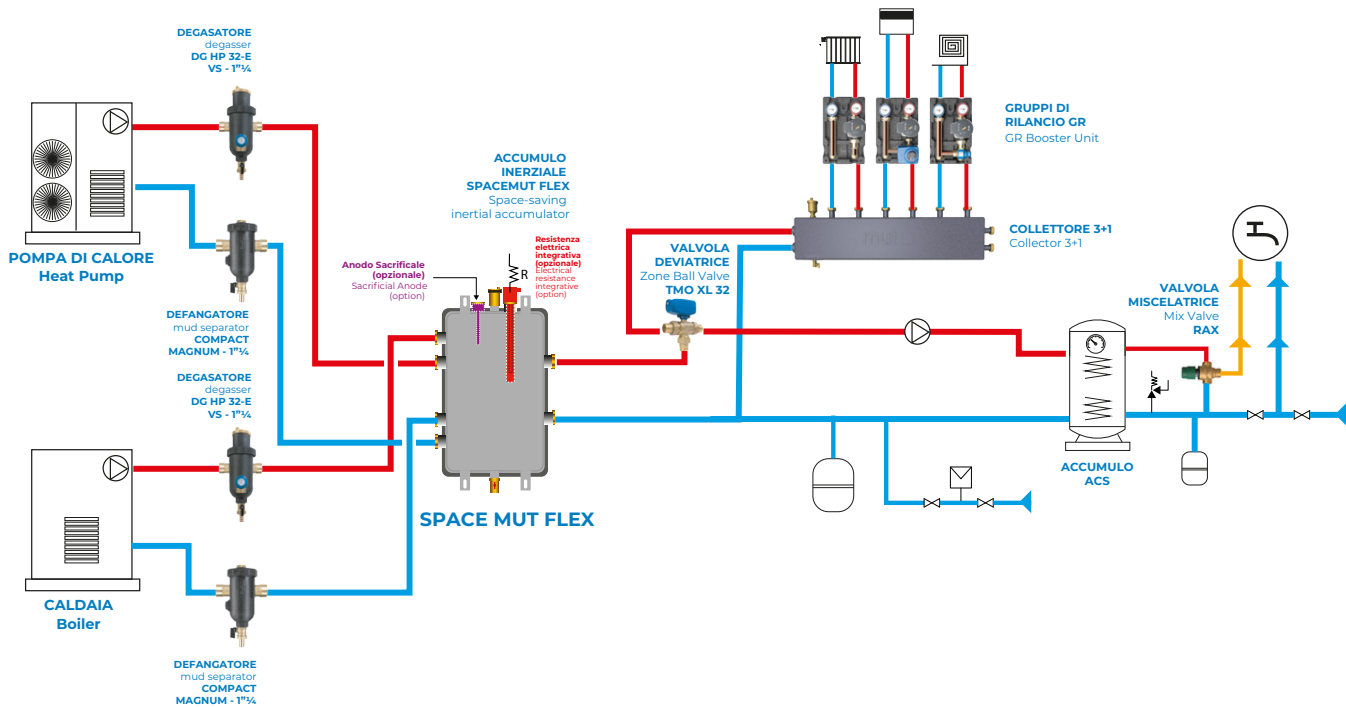 DEGASATORE
degasser
DG HP 32-E
VS - 1”¼
POMPA DI CALORE
Heat Pump
DEFANGATORE
mud separator
COMPACT
MAGNUM - 1”¼
DEGASATORE
degasser
DG HP 32-E
VS - 1”¼
CALDAIA
Boiler
DEFANGATORE
mud separator
COMPACT
MAGNUM - 1”¼
ACCUMULO
INERZIALE
SPACEMUT FLEX
Space-saving
inertial accumulator
Anodo Sacrificale
(opzionale)
Sacrificial Anode
(option)
R
Resistenza
elettrica
integrativa
(opzionale)
Electrical
resistance
integrative
(option)
SPACE MUT FLEX
VALVOLA
DEVIATRICE
Zone Ball Valve
TMO XL 32
GRUPPI DI
RILANCIO GR
GR Booster Unit
mut
COLLETTORE 3+1
Collector 3+1
VALVOLA
MISCELATRICE
Mix Valve
RAX
ACCUMULO
ACS